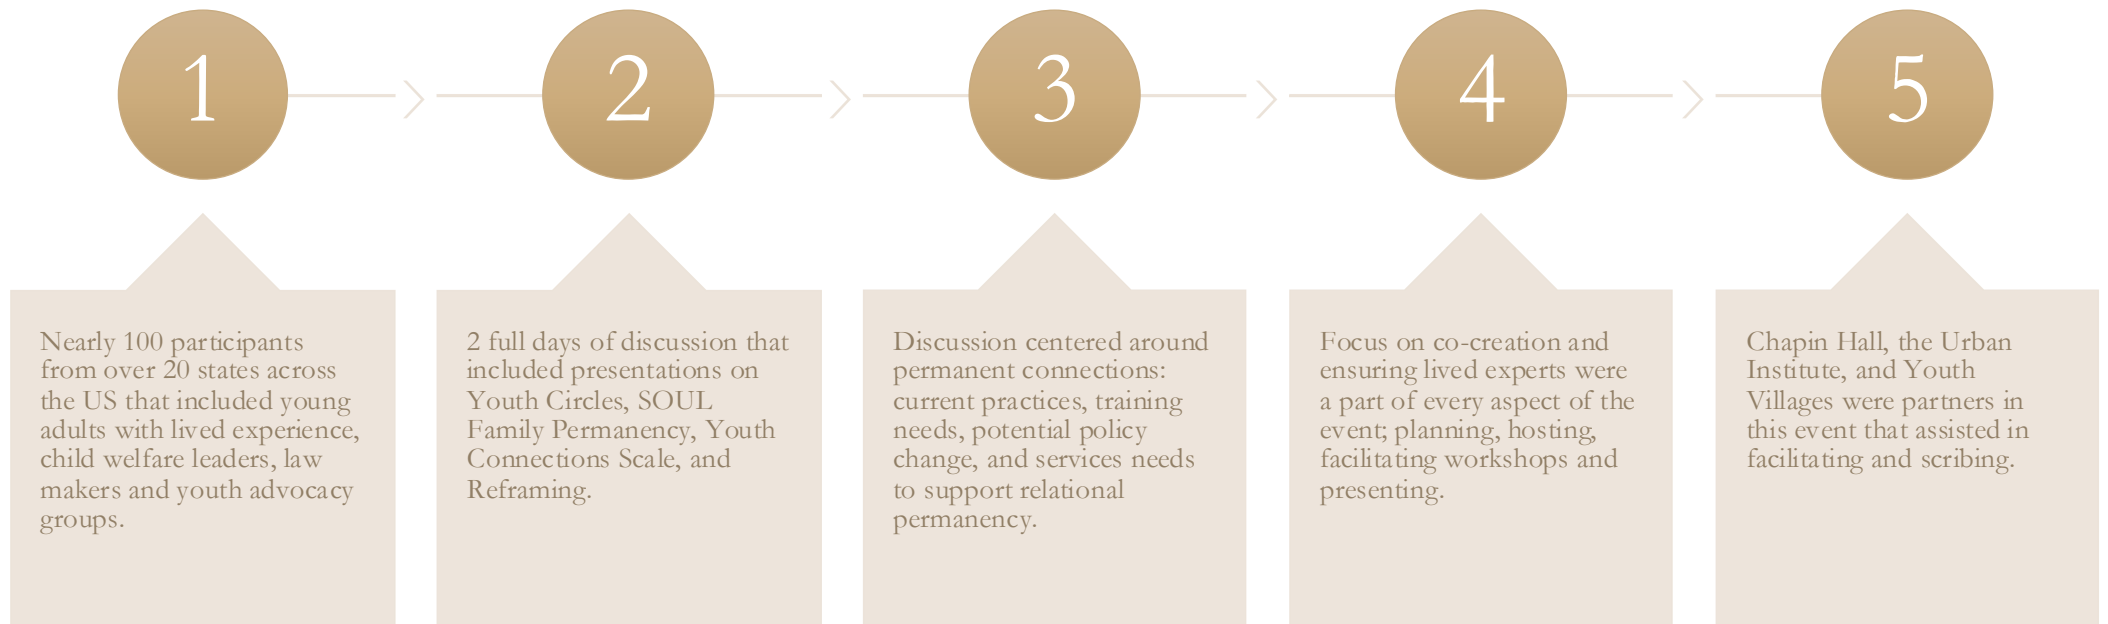 1
Nearly 100 participants
from over 20 states across
the US that included young
adults with lived experience,
child welfare leaders, law
makers and youth advocacy
groups.
2
2 full days of discussion that
included presentations on
Youth Circles, SOUL
Family Permanency, Youth
Connections Scale, and
Reframing.
3
Discussion centered around
permanent connections:
current practices, training
needs, potential policy
change, and services needs
to support relational
permanency.
4
Focus on co-creation and
ensuring lived experts were
a part of every aspect of the
event; planning, hosting,
facilitating workshops and
presenting.
5
Chapin Hall, the Urban
Institute, and Youth
Villages were partners in
this event that assisted in
facilitating and scribing.